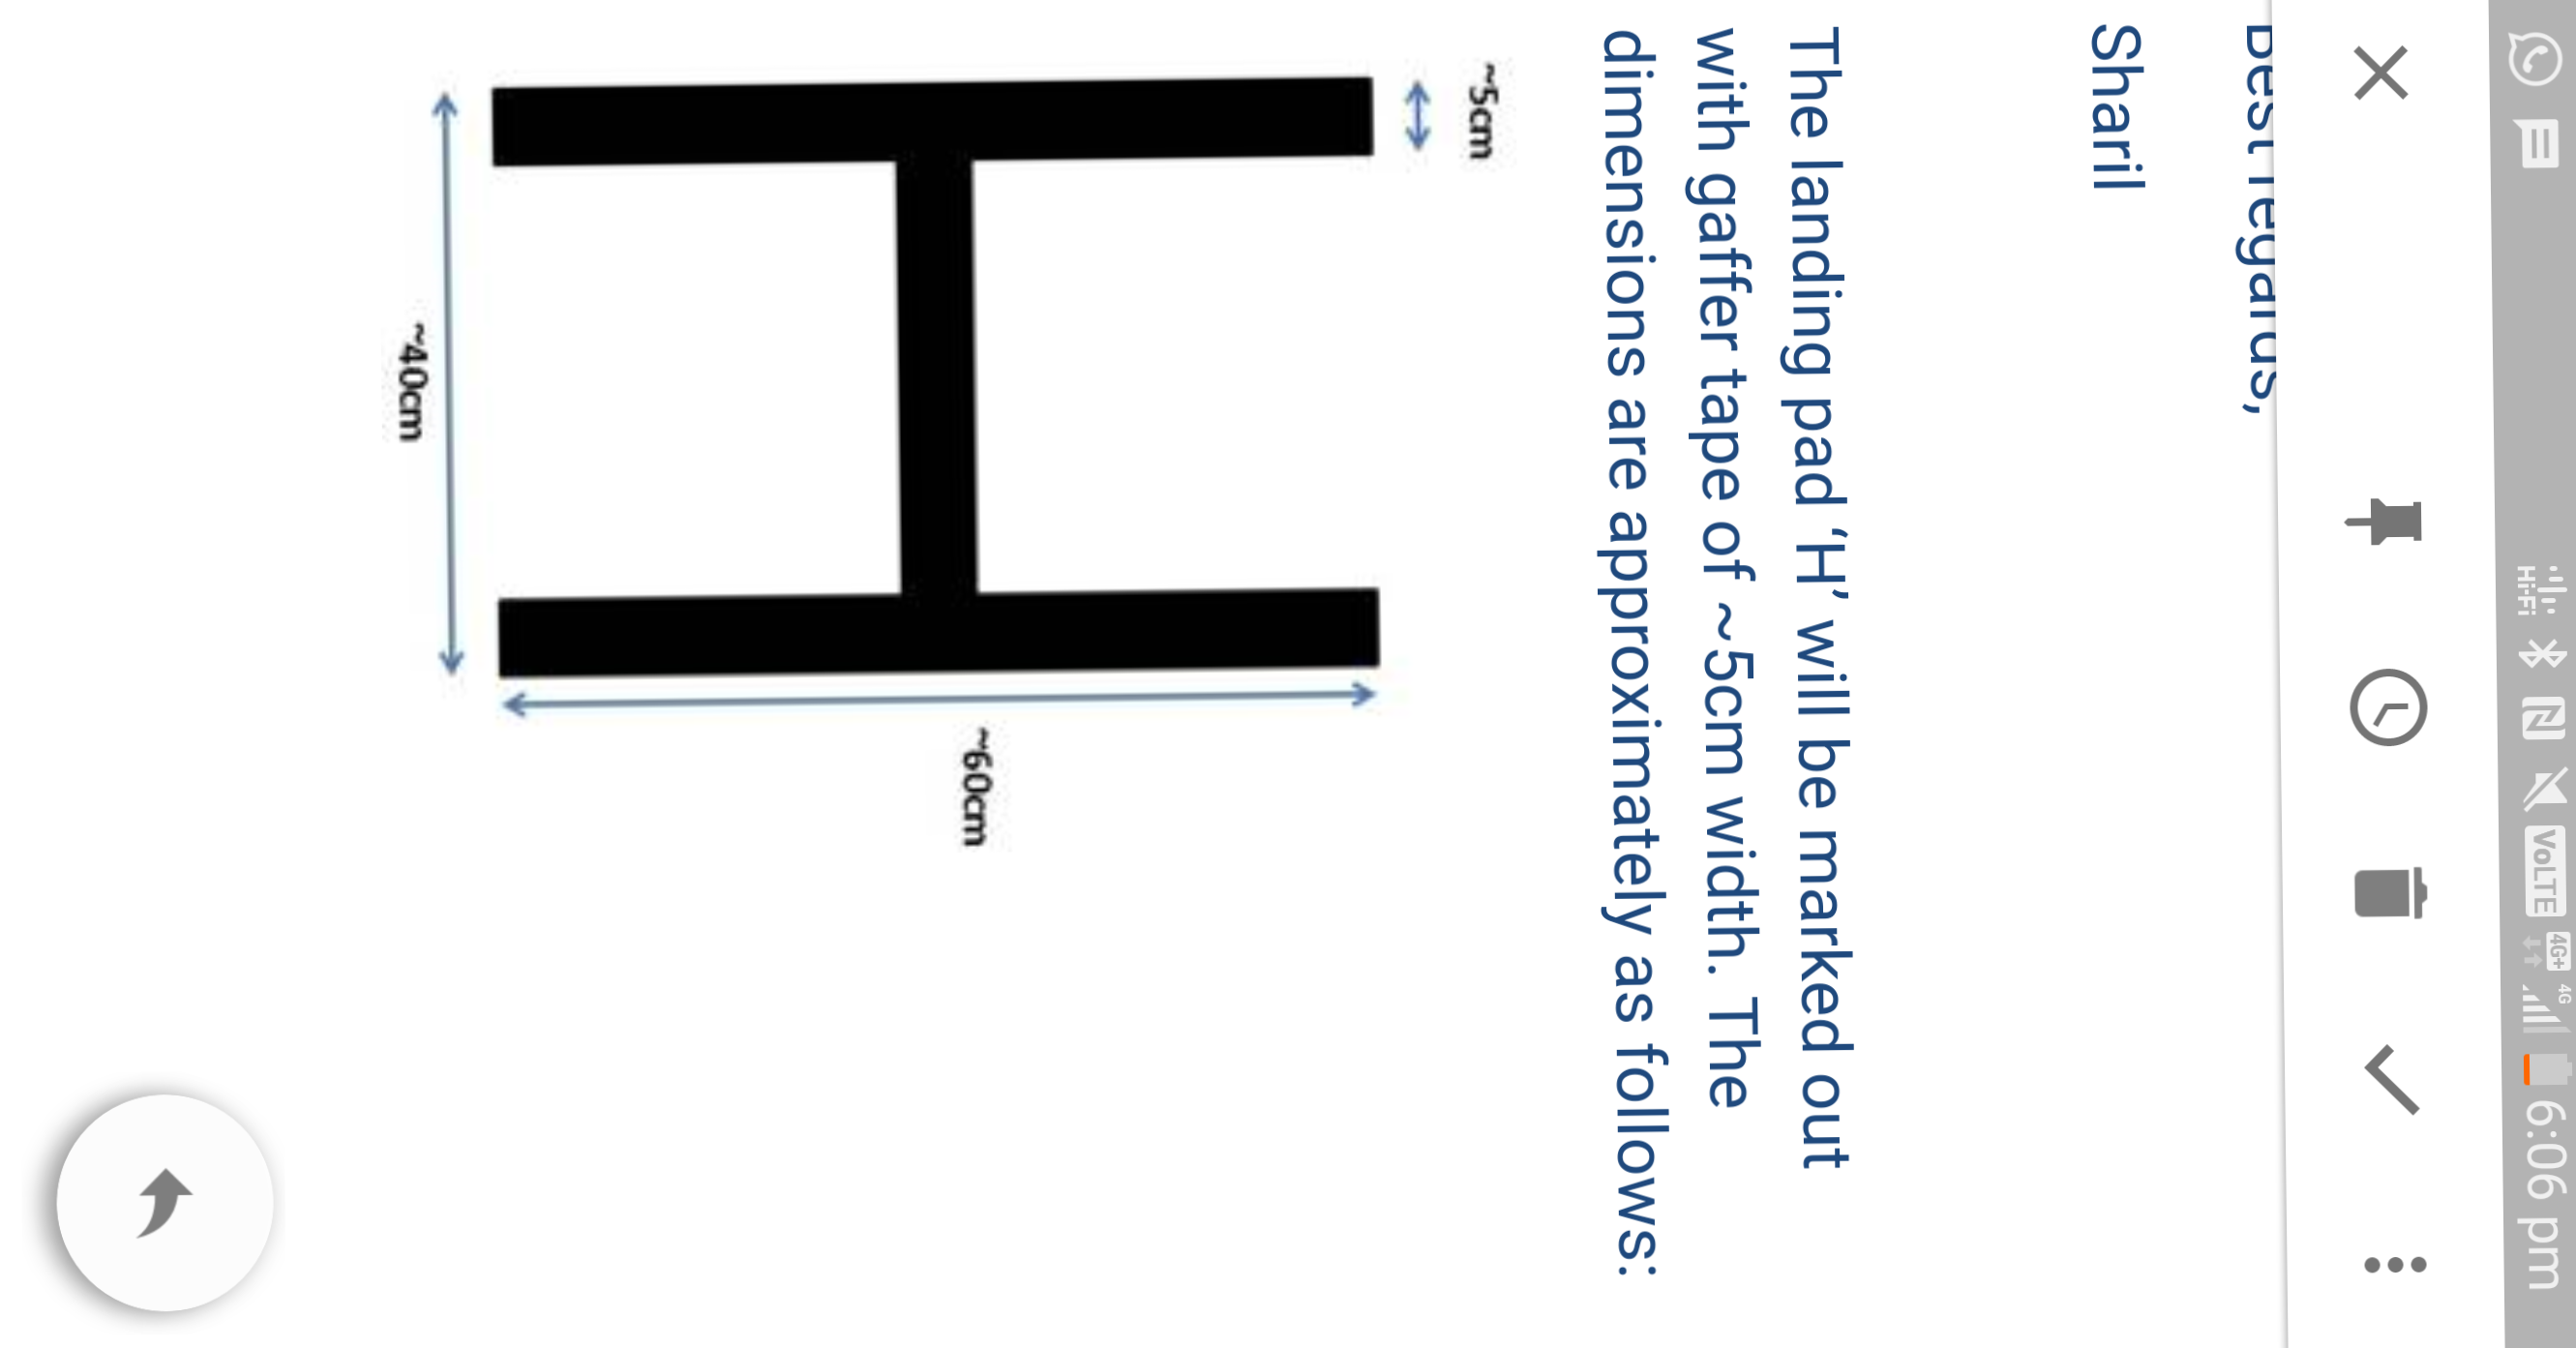 Hi-Fi VoLTE 4G+ 4G 6:06 pm
Best regards,
Sharil
The landing pad ‘H’ will be marked out
with gaffer tape of ~5cm width. The
dimensions are approximately as follows:
~5cm
~60cm
~40cm